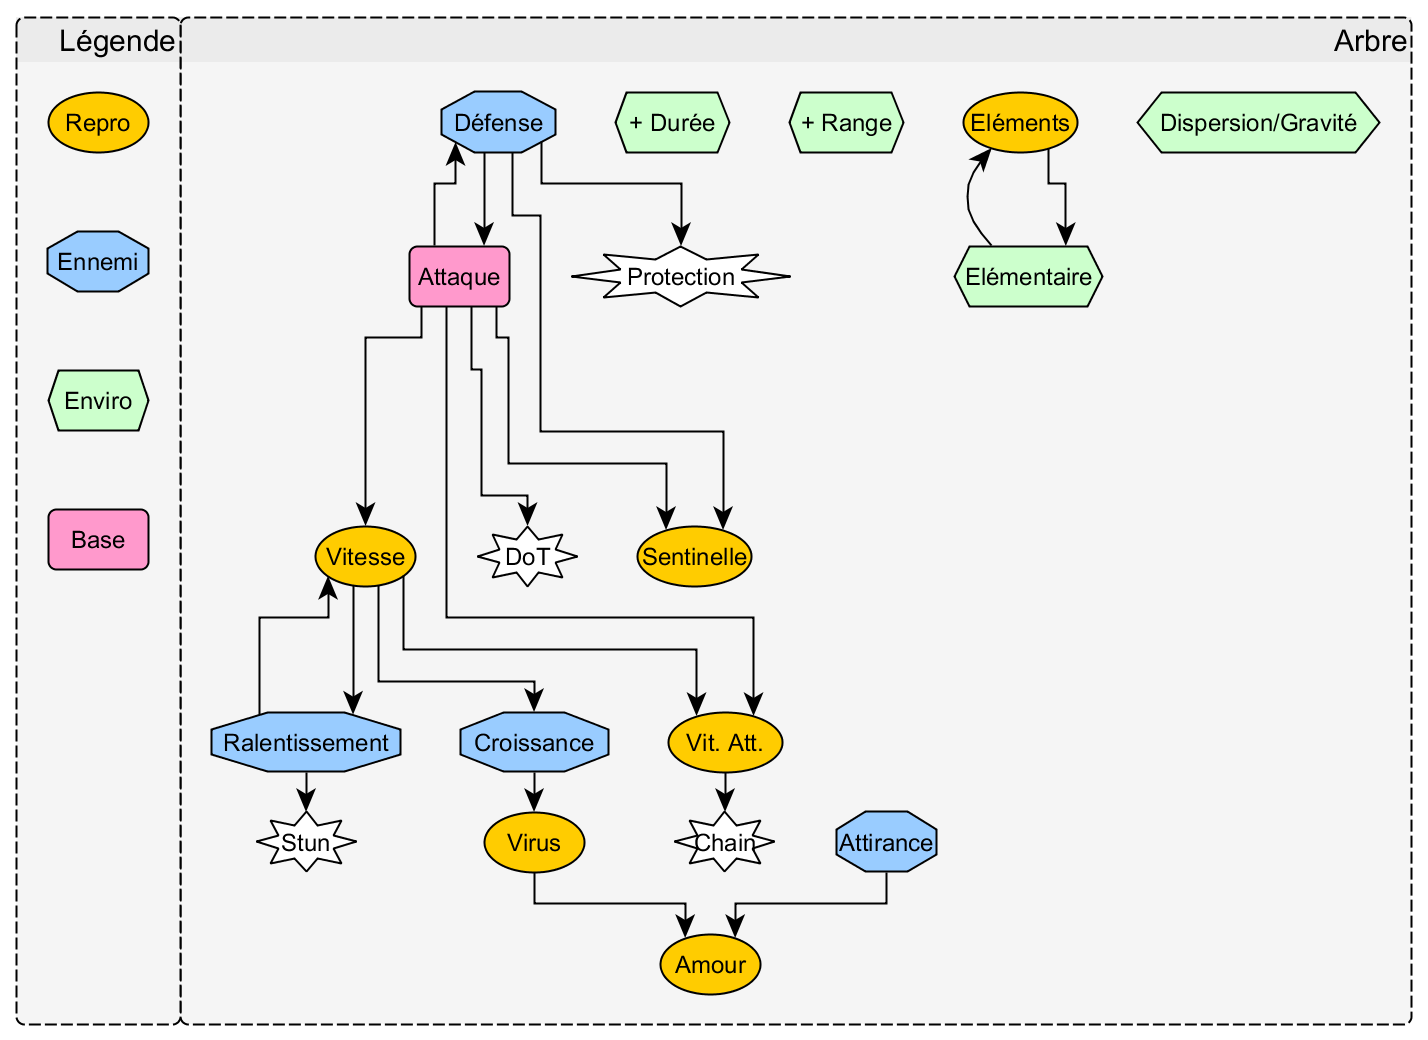 Légende
Arbre
Repro
Ennemi
Enviro
Base
Défense
+ Durée
+ Range
Eléments
Dispersion/Gravité
Attaque
Protection
Elémentaire
Vitesse
DoT
Sentinelle
Ralentissement
Croissance
Vit. Att.
Stun
Virus
Chain
Attirance
Amour